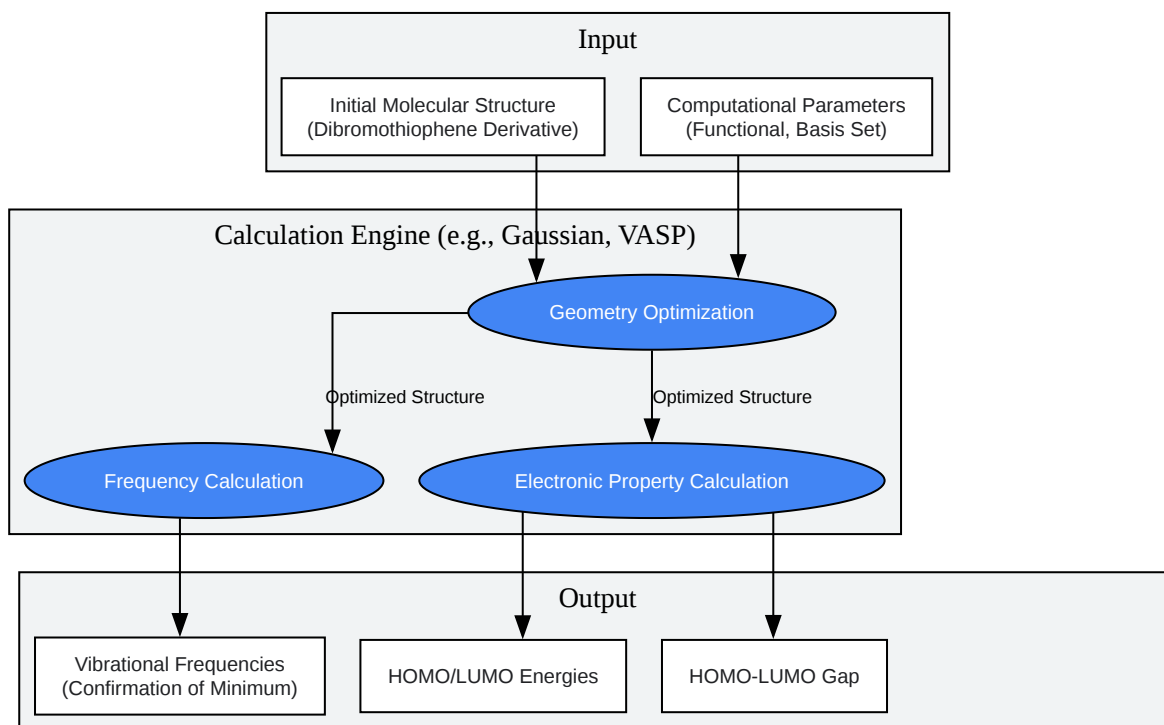 Input
Initial Molecular Structure
(Dibromothiophene Derivative)
Computational Parameters
(Functional, Basis Set)
Calculation Engine (e.g., Gaussian, VASP)
Geometry Optimization
Optimized Structure
Optimized Structure
Frequency Calculation
Electronic Property Calculation
Output
Vibrational Frequencies
(Confirmation of Minimum)
HOMO/LUMO Energies
HOMO-LUMO Gap